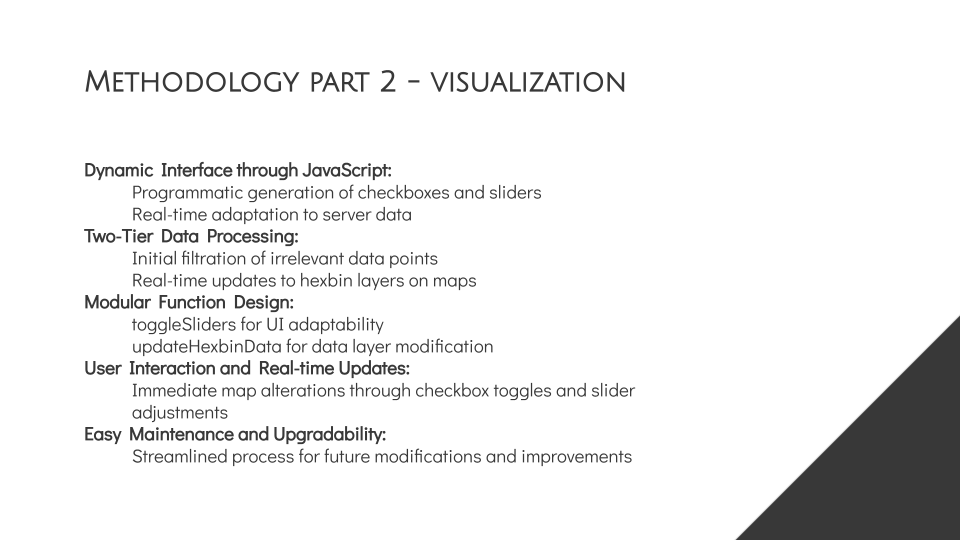 Methodology part 2 - visualization
Dynamic Interface through JavaScript:
Programmatic generation of checkboxes and sliders
Real-time adaptation to server data
Two-Tier Data Processing:
Initial filtration of irrelevant data points
Real-time updates to hexbin layers on maps
Modular Function Design:
toggleSliders for UI adaptability
updateHexbinData for data layer modification
User Interaction and Real-time Updates:
Immediate map alterations through checkbox toggles and slider
adjustments
Easy Maintenance and Upgradability:
Streamlined process for future modifications and improvements